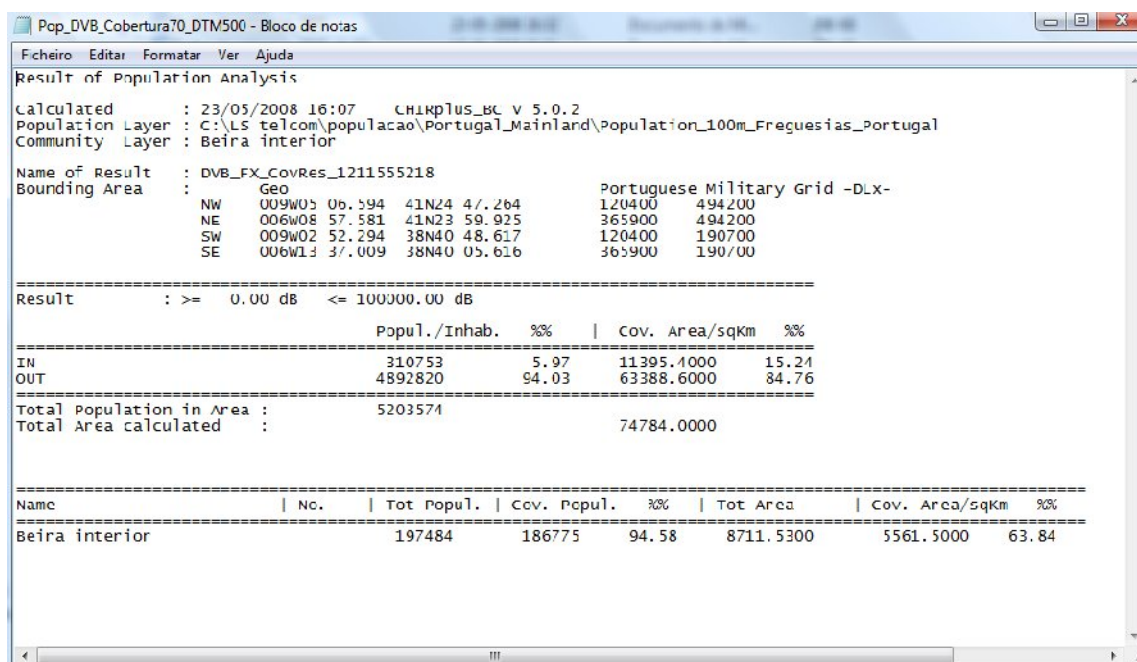 Pop_DVB_Cobertura70_DTM500 - Bloco de notas
Ficheiro Editar Formatar Ver Ajuda
Result of Population Analysis
Calculated : 23/05/2008 16:07 CHIRplus_BC V 5.0.2
Population Layer : C:\LS telcom\populacao\Portugal_Mainland\Population_100m_Freguesias_Portugal
Community Layer : Beira interior
Name of Result : DVB_FX_CovRes_1211555218
Bounding Area : Geo Portuguese Military Grid -DLx-
NW 009W05 06.594 41N24 47.264 120400 494200
NE 006W08 57.581 41N23 59.925 365900 494200
SW 009W02 52.294 38N40 48.617 120400 190700
SE 006W13 37.009 38N40 05.616 365900 190700
================================================================
Result : >= 0.00 dB <= 100000.00 dB
Popul./Inhab. %% | Cov. Area/sqKm %%
================================================================
IN 310753 5.97 11395.4000 15.24
OUT 4892820 94.03 63388.6000 84.76
================================================================
Total Population in Area : 5203574
Total Area calculated : 74784.0000
================================================================
Name | No. | Tot Popul. | Cov. Popul. %% | Tot Area | Cov. Area/sqKm %%
================================================================
Beira interior 197484 186775 94.58 8711.5300 5561.5000 63.84